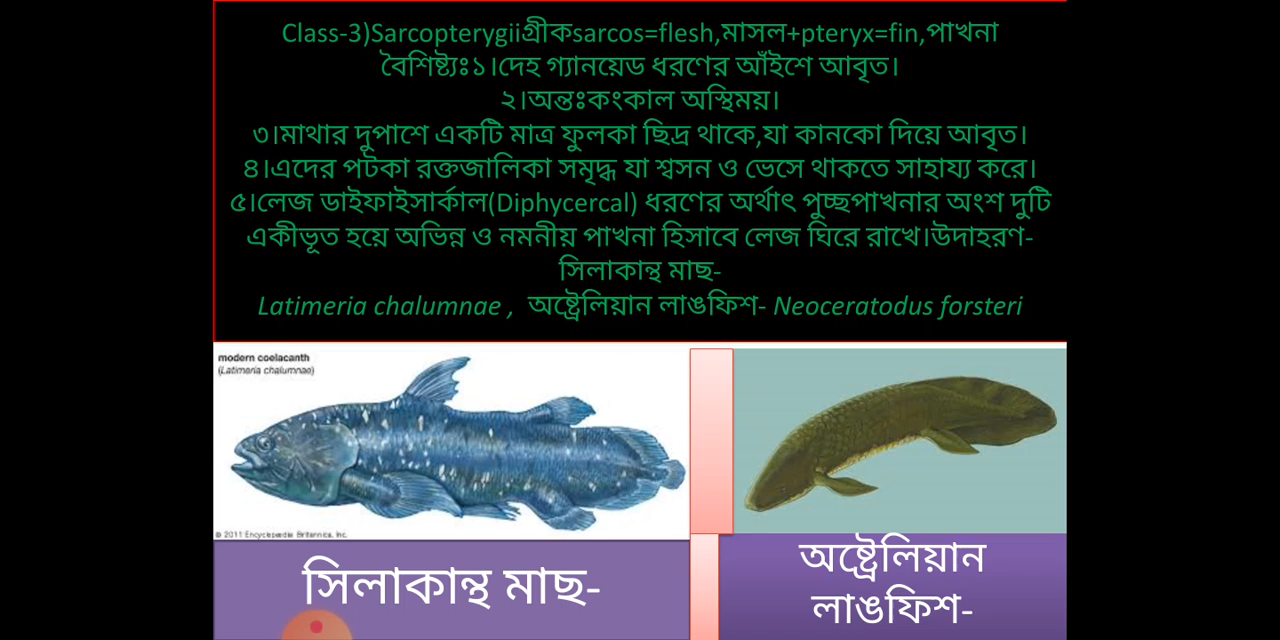 Class-3)Sarcopterygiiগ্রীকsarcos=flesh,মাসল+pteryx=fin,পাখনা
বৈশিষ্ট্যঃ১।দেহ গ্যানয়েড ধরণের আঁইশে আবৃত।
২।অন্তঃকংকাল অস্থিময়।
৩।মাথার দুপাশে একটি মাত্র ফুলকা ছিদ্র থাকে,যা কানকো দিয়ে আবৃত।
৪।এদের পটকা রক্তজালিকা সমৃদ্ধ যা শ্বসন ও ভেসে থাকতে সাহায্য করে।
৫।লেজ ডাইফাইসার্কাল(Diphycercal) ধরণের অর্থাৎ পুচ্ছপাখনার অংশ দুটি
একীভূত হয়ে অভিন্ন ও নমনীয় পাখনা হিসাবে লেজ ঘিরে রাখে।উদাহরণ-
সিলাকান্থ মাছ-
Latimeria chalumnae , অষ্ট্রেলিয়ান লাঙফিশ- Neoceratodus forsteri
modern coelacanth
(Latimeria chalumnae)
© 2011 Encyclopædia Britannica, Inc.
সিলাকান্থ মাছ-
অষ্ট্রেলিয়ান
লাঙফিশ-